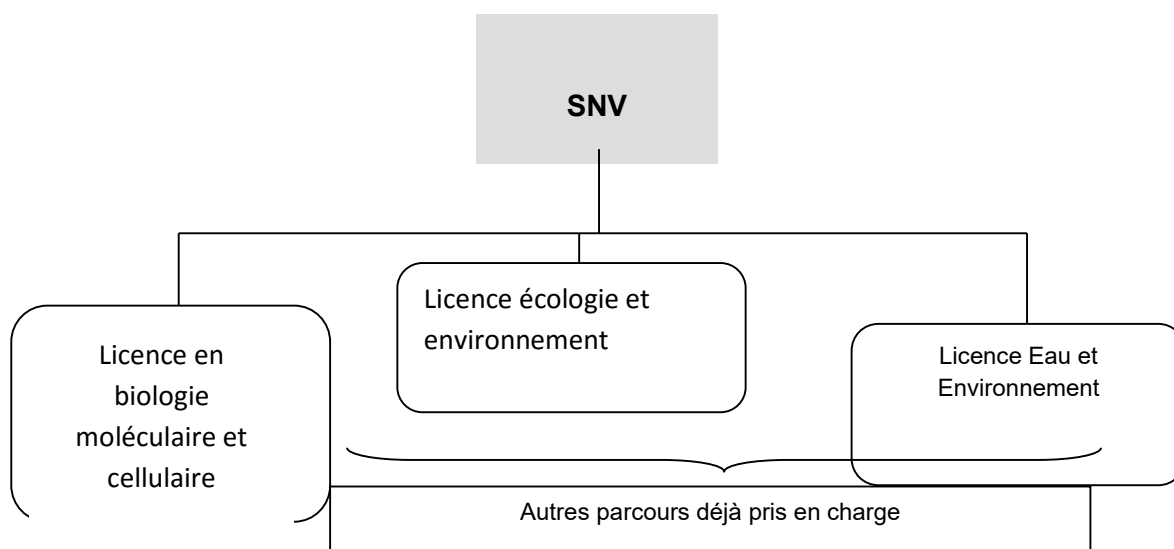 SNV
Licence écologie et
environnement
Licence en
biologie
moléculaire et
cellulaire
Licence Eau et
Environnement
Autres parcours déjà pris en charge